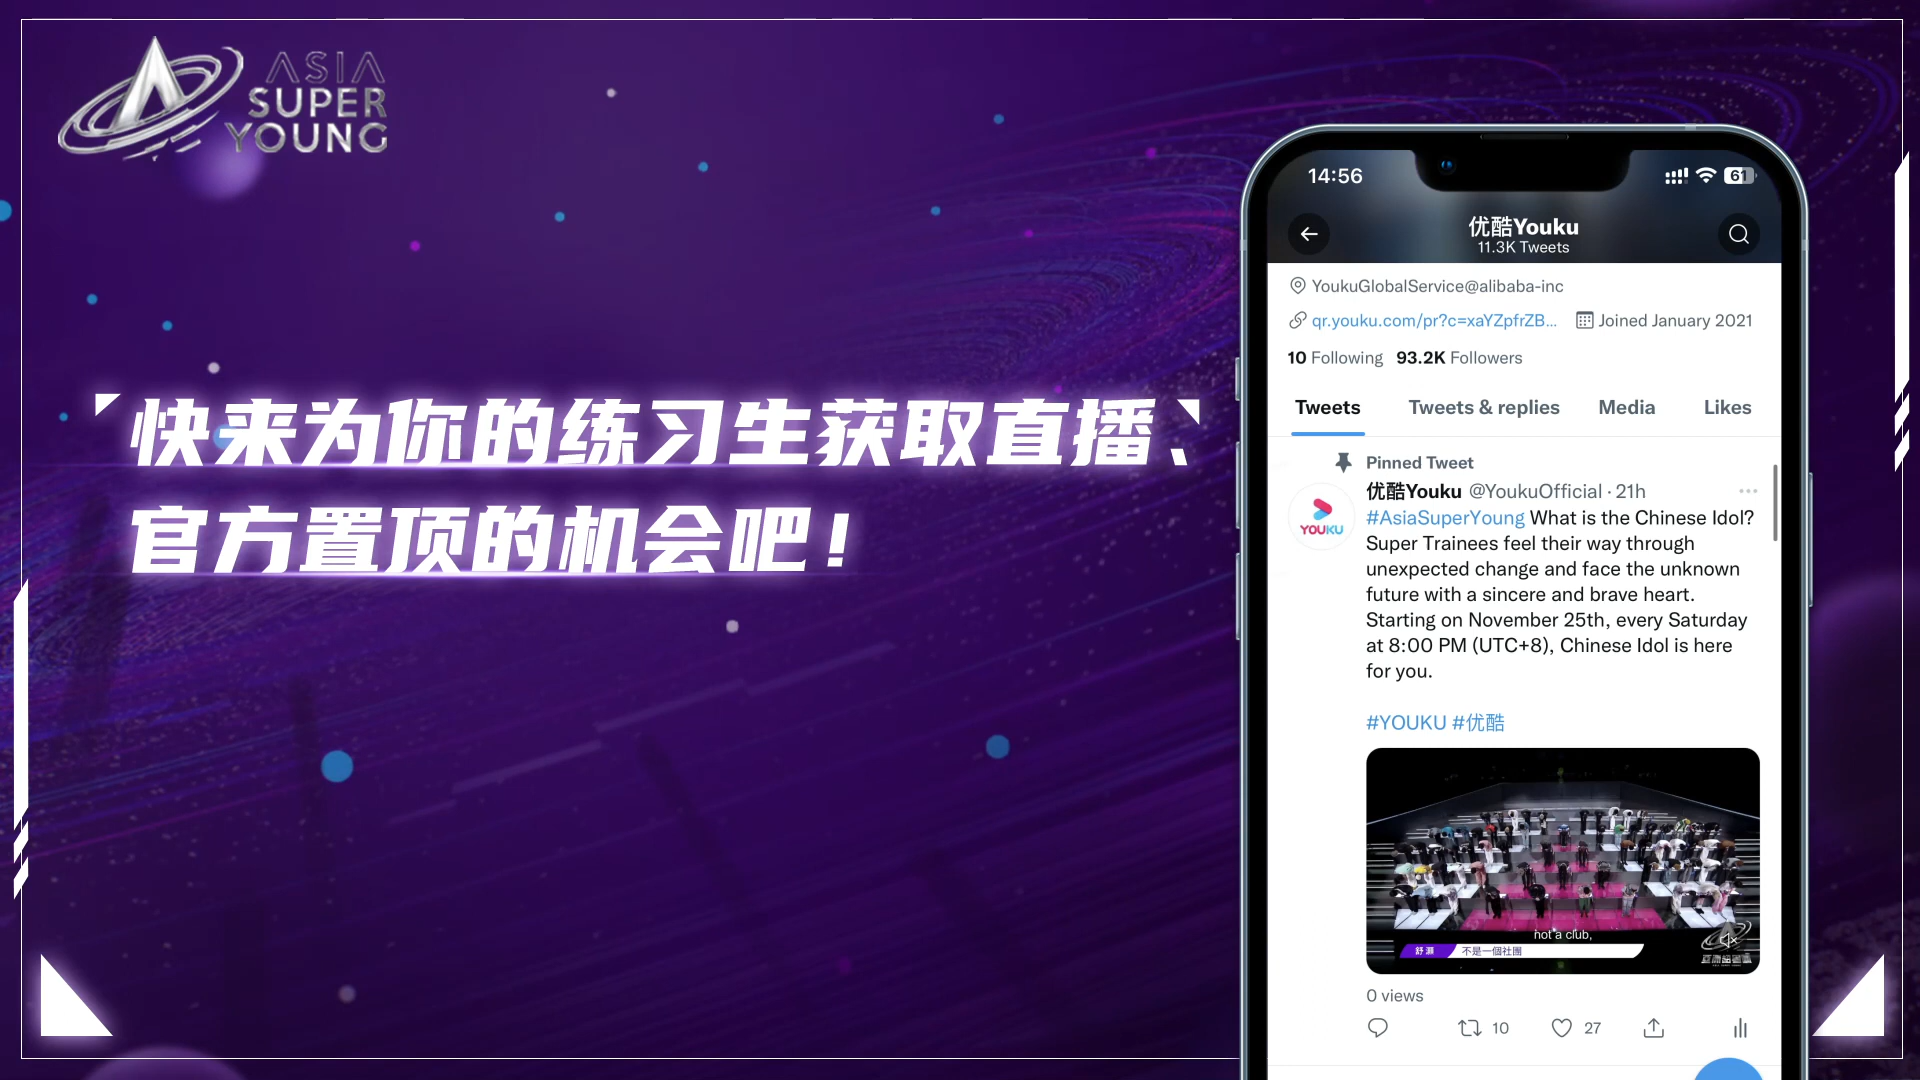 ASIA
SUPER
YOUNG
快来为你的练习生获取直播、
官方置顶的机会吧！
14:56
61
优酷Youku
11.3K Tweets
YoukuGlobalService@alibaba-inc
qr.youku.com/pr?c=xaYZpfrZB...
Joined January 2021
10 Following 93.2K Followers
Tweets Tweets & replies Media Likes
Pinned Tweet
优酷Youku @YoukuOfficial · 21h
YOUKU
#AsiaSuperYoung What is the Chinese Idol?
Super Trainees feel their way through
unexpected change and face the unknown
future with a sincere and brave heart.
Starting on November 25th, every Saturday
at 8:00 PM (UTC+8), Chinese Idol is here
for you.
#YOUKU #优酷
not a club,
不是一個社團
0 views
10 27